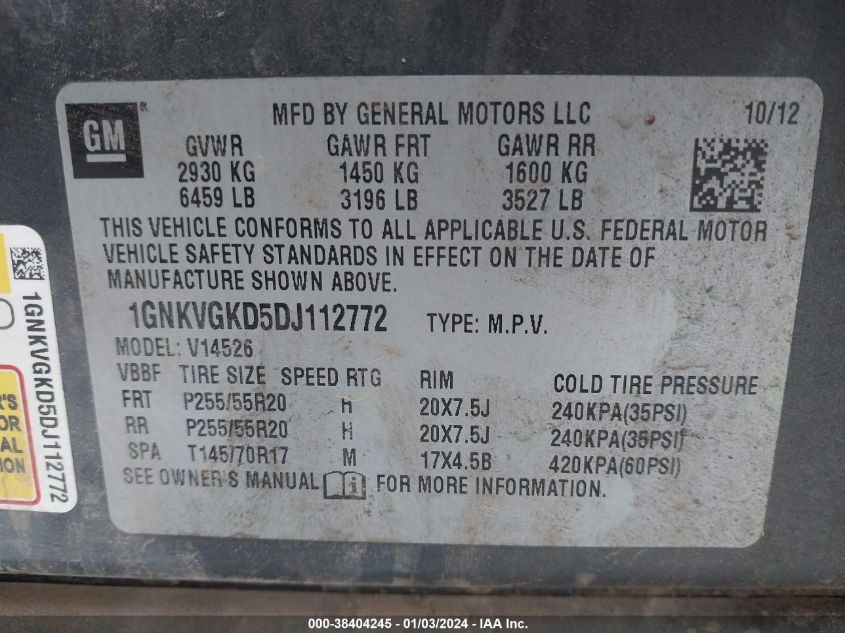 GM
MFD BY GENERAL MOTORS LLC 10/12
GVWR GAWR FRT GAWR RR
2930 KG 1450 KG 1600 KG
6459 LB 3196 LB 3527 LB
THIS VEHICLE CONFORMS TO ALL APPLICABLE U.S. FEDERAL MOTOR
VEHICLE SAFETY STANDARDS IN EFFECT ON THE DATE OF
MANUFACTURE SHOWN ABOVE.
1GNKVGKD5DJ112772 TYPE: M.P.V.
MODEL: V14526
VBBF TIRE SIZE SPEED RTG RIM COLD TIRE PRESSURE
FRT P255/55R20 H 20X7.5J 240KPA(35PSI)
RR P255/55R20 H 20X7.5J 240KPA(35PSI)
SPA T145/70R17 M 17X4.5B 420KPA(60PSI)
SEE OWNER'S MANUAL FOR MORE INFORMATION.
1GNKVGKD5DJ112772
000-38404245 - 01/03/2024 - IAA Inc.